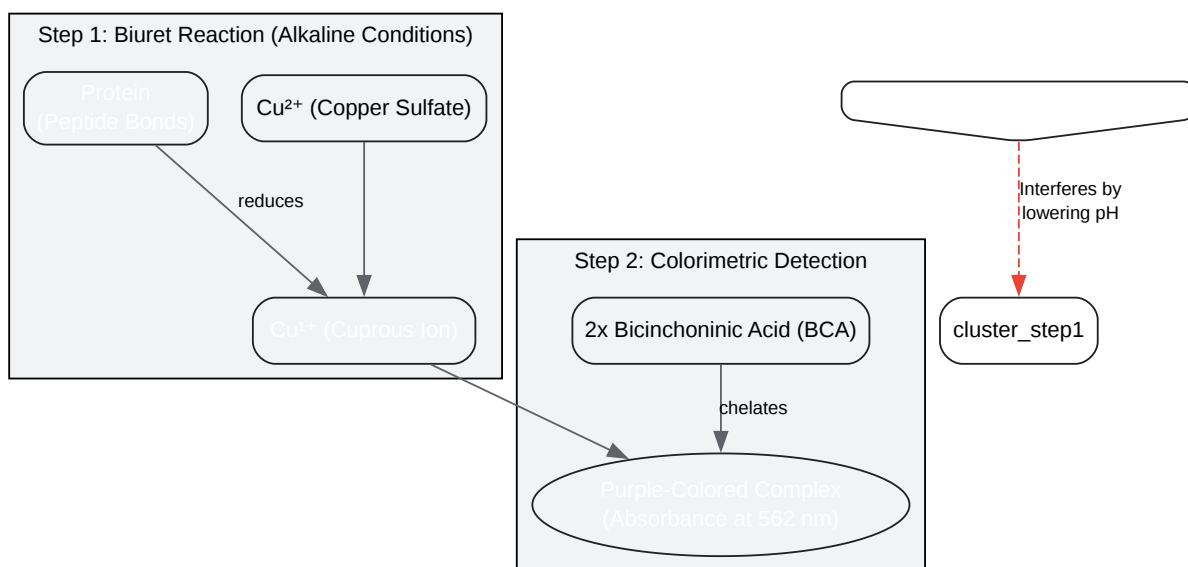 Step 1: Biuret Reaction (Alkaline Conditions)
Protein
(Peptide Bonds)
Cu²⁺ (Copper Sulfate)
reduces
Cu¹⁺ (Cuprous Ion)
Step 2: Colorimetric Detection
2x Bicinchoninic Acid (BCA)
chelates
Purple-Colored Complex
(Absorbance at 562 nm)
Interferes by
lowering pH
cluster_step1